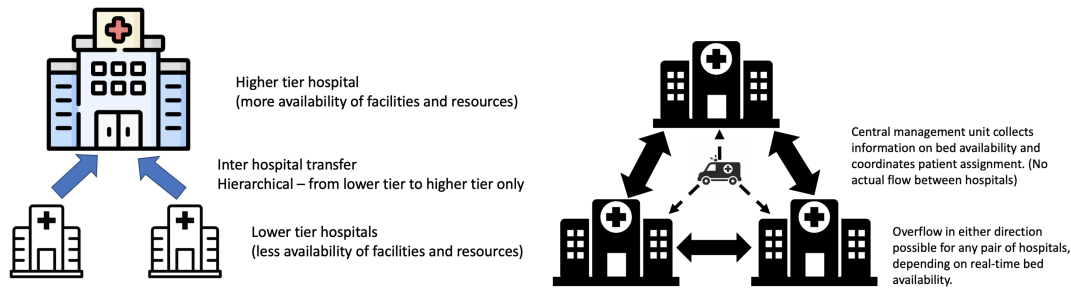 Higher tier hospital
(more availability of facilities and resources)
Inter hospital transfer
Hierarchical – from lower tier to higher tier only
Lower tier hospitals
(less availability of facilities and resources)
Central management unit collects
information on bed availability and
coordinates patient assignment. (No
actual flow between hospitals)
Overflow in either direction
possible for any pair of hospitals,
depending on real-time bed
availability.